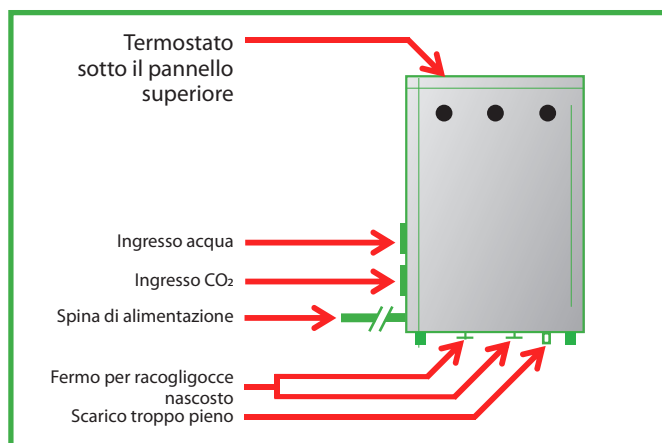 Termostato
sotto il pannello
superiore
Ingresso acqua
Ingresso CO₂
Spina di alimentazione
Fermo per racogligocce
nascosto
Scarico troppo pieno